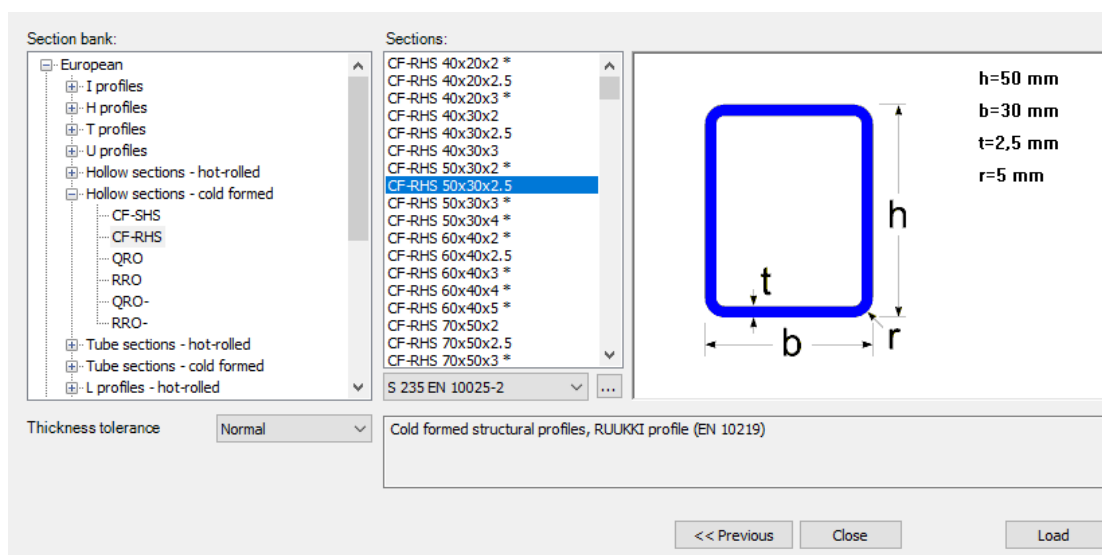 Section bank:
European
I profiles
H profiles
T profiles
U profiles
Hollow sections - hot-rolled
Hollow sections - cold formed
CF-SHS
CF-RHS
QRO
RRO
QRO-
RRO-
Tube sections - hot-rolled
Tube sections - cold formed
L profiles - hot-rolled
Thickness tolerance
Normal
Sections:
CF-RHS 40x20x2 *
CF-RHS 40x20x2.5
CF-RHS 40x20x3 *
CF-RHS 40x30x2
CF-RHS 40x30x2.5
CF-RHS 40x30x3
CF-RHS 50x30x2 *
CF-RHS 50x30x2.5
CF-RHS 50x30x3 *
CF-RHS 50x30x4 *
CF-RHS 60x40x2 *
CF-RHS 60x40x2.5
CF-RHS 60x40x3 *
CF-RHS 60x40x4 *
CF-RHS 60x40x5 *
CF-RHS 70x50x2
CF-RHS 70x50x2.5
CF-RHS 70x50x3 *
S 235 EN 10025-2
...
h=50 mm
b=30 mm
t=2,5 mm
r=5 mm
h
t
b
r
Cold formed structural profiles, RUUKKI profile (EN 10219)
<< Previous
Close
Load